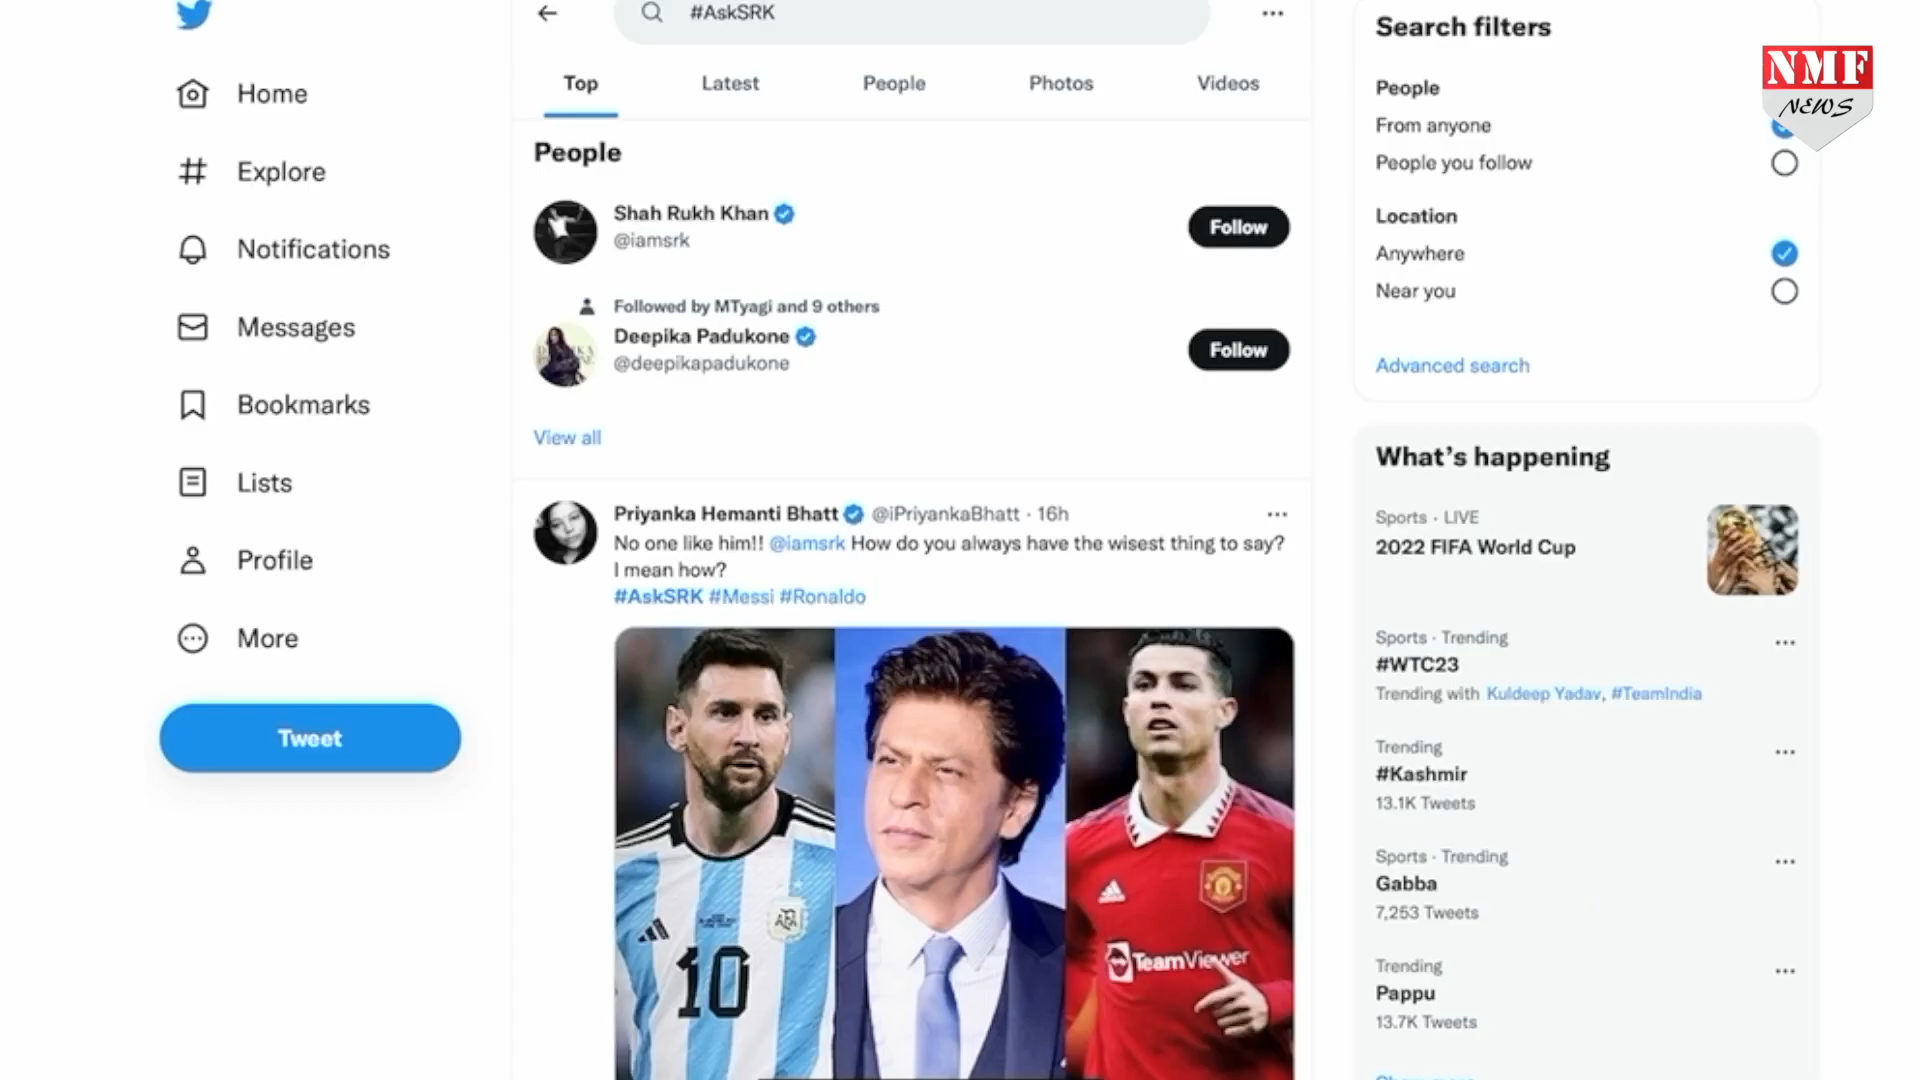 #AskSRK
Home
Explore
Notifications
Messages
Bookmarks
Lists
Profile
More
Tweet
Top
Latest
People
Photos
Videos
People
Shah Rukh Khan
@iamsrk
Follow
Followed by MTyagi and 9 others
Deepika Padukone
@deepikapadukone
Follow
View all
Priyanka Hemanti Bhatt @iPriyankaBhatt · 16h
No one like him!! @iamsrk How do you always have the wisest thing to say?
I mean how?
#AskSRK #Messi #Ronaldo
AFA
10
TeamViewer
Search filters
People
From anyone
People you follow
Location
Anywhere
Near you
Advanced search
NMF
NEWS
What's happening
Sports · LIVE
2022 FIFA World Cup
Sports · Trending
#WTC23
Trending with Kuldeep Yadav, #TeamIndia
Trending
#Kashmir
13.1K Tweets
Sports · Trending
Gabba
7,253 Tweets
Trending
Pappu
13.7K Tweets